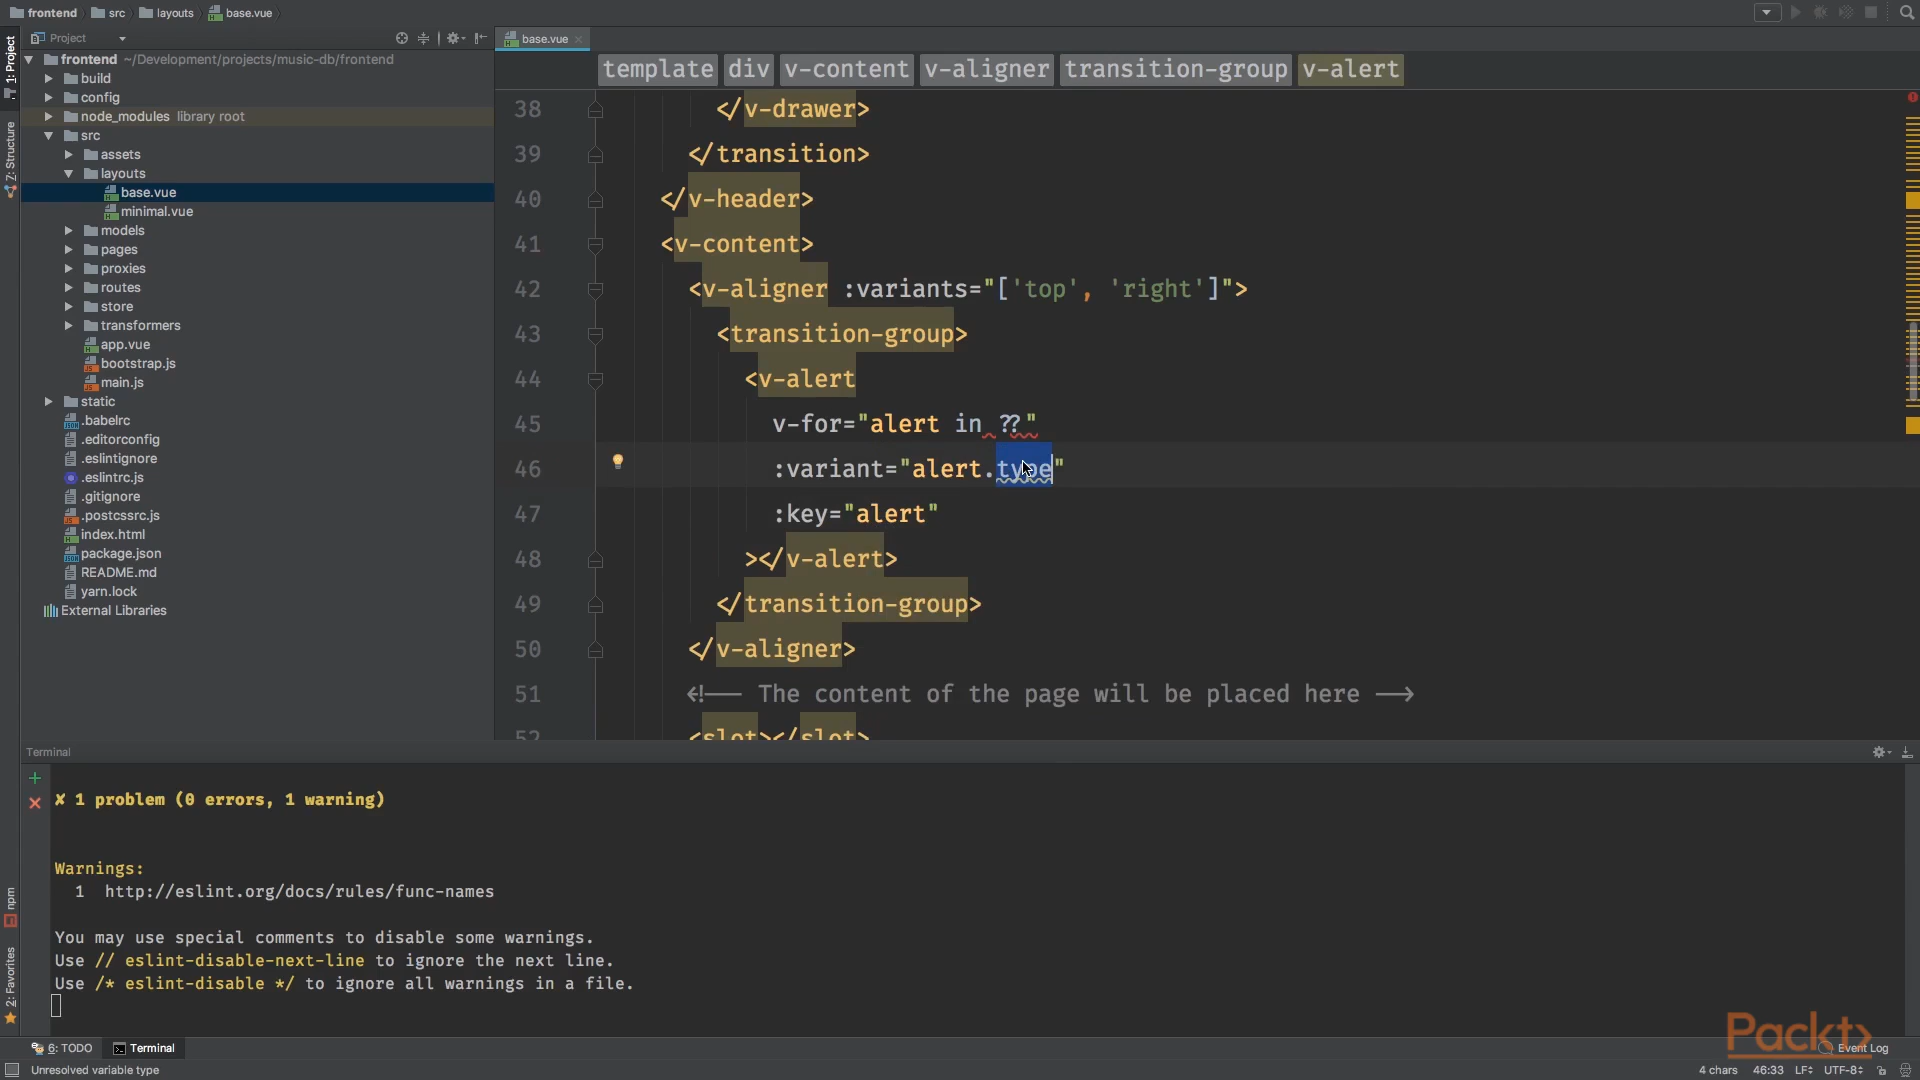 frontend src layouts base.vue
1: Project
Project
base.vue
frontend ~/Development/projects/music-db/frontend
build
config
node_modules library root
src
assets
layouts
base.vue
minimal.vue
models
pages
proxies
routes
store
transformers
app.vue
bootstrap.js
main.js
static
.babelrc
.editorconfig
.eslintignore
.eslintrc.js
.gitignore
.postcssrc.js
index.html
package.json
README.md
yarn.lock
External Libraries
Z: Structure
npm
2: Favorites
template div v-content v-aligner transition-group v-alert
38 </v-drawer>
39 </transition>
40 </v-header>
41 <v-content>
42 <v-aligner :variants="['top', 'right']">
43 <transition-group>
44 <v-alert
45 v-for="alert in ??"
46 :variant="alert.type"
47 :key="alert"
48 ></v-alert>
49 </transition-group>
50 </v-aligner>
51 <!-- The content of the page will be placed here -->
52 <slot></slot>
Terminal
✘ 1 problem (0 errors, 1 warning)
Warnings:
1 http://eslint.org/docs/rules/func-names
You may use special comments to disable some warnings.
Use // eslint-disable-next-line to ignore the next line.
Use /* eslint-disable */ to ignore all warnings in a file.
6: TODO Terminal
Packt>
Event Log
Unresolved variable type
4 chars 46:33 LF UTF-8